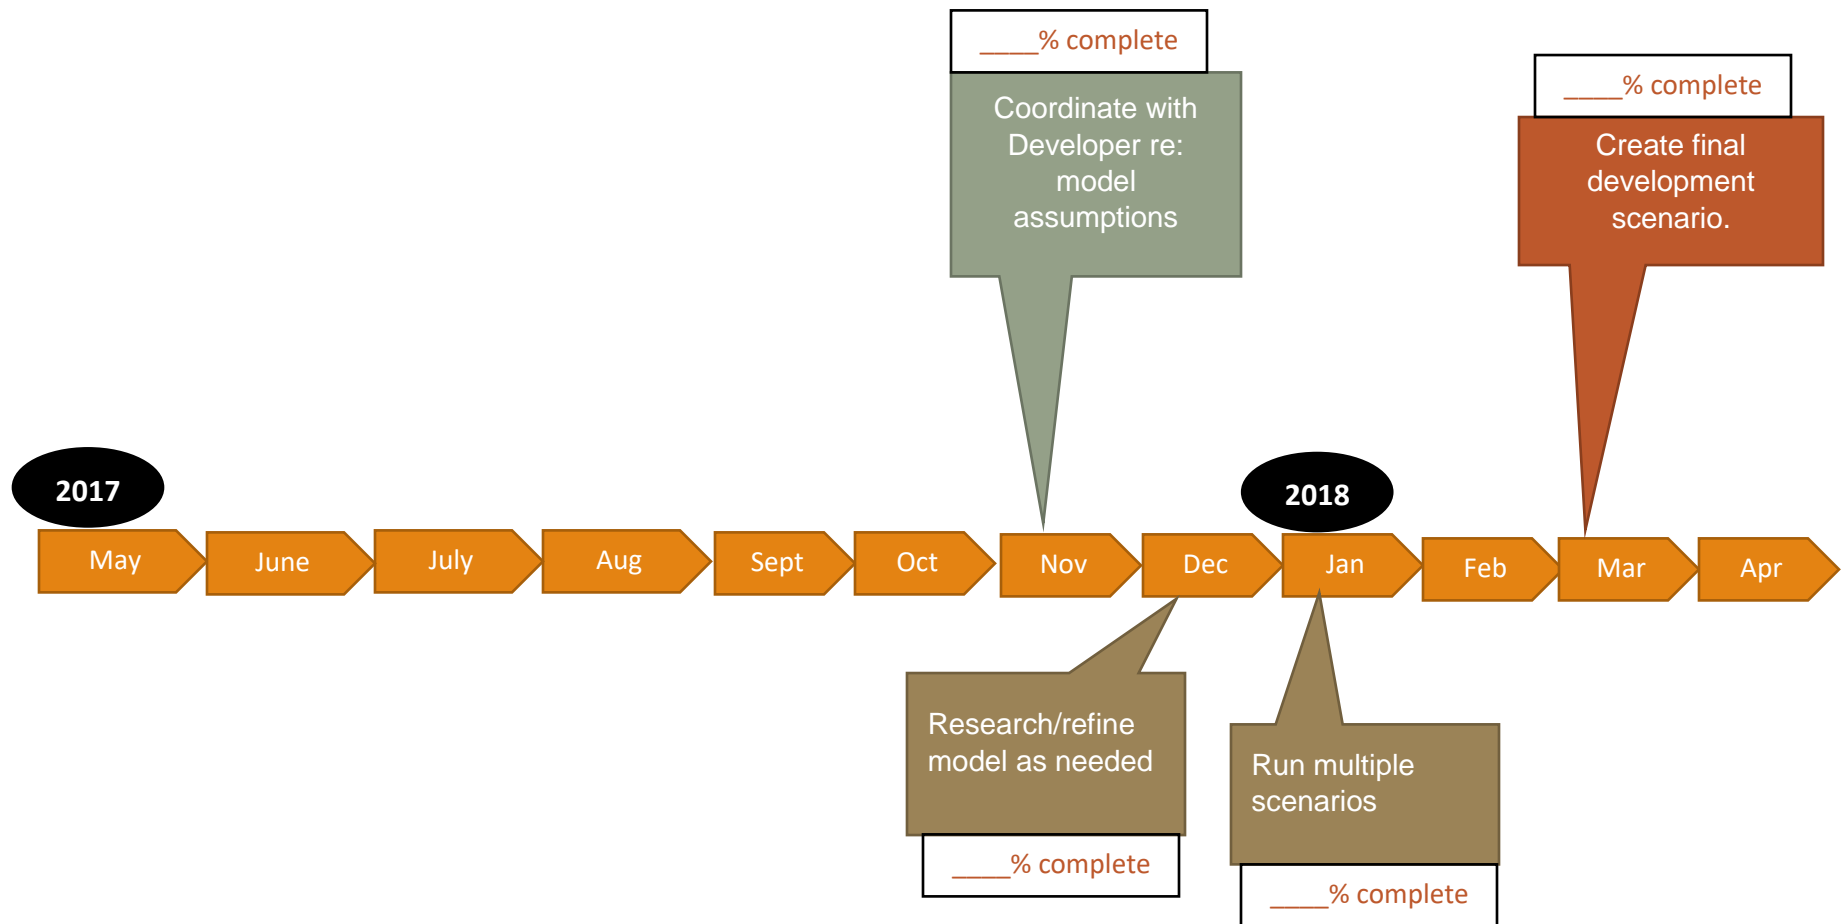 ____% complete
Coordinate with
Developer re:
model
assumptions
____% complete
Create final
development
scenario.
2017
2018
May
June
July
Aug
Sept
Oct
Nov
Dec
Jan
Feb
Mar
Apr
Research/refine
model as needed
____% complete
Run multiple
scenarios
____% complete